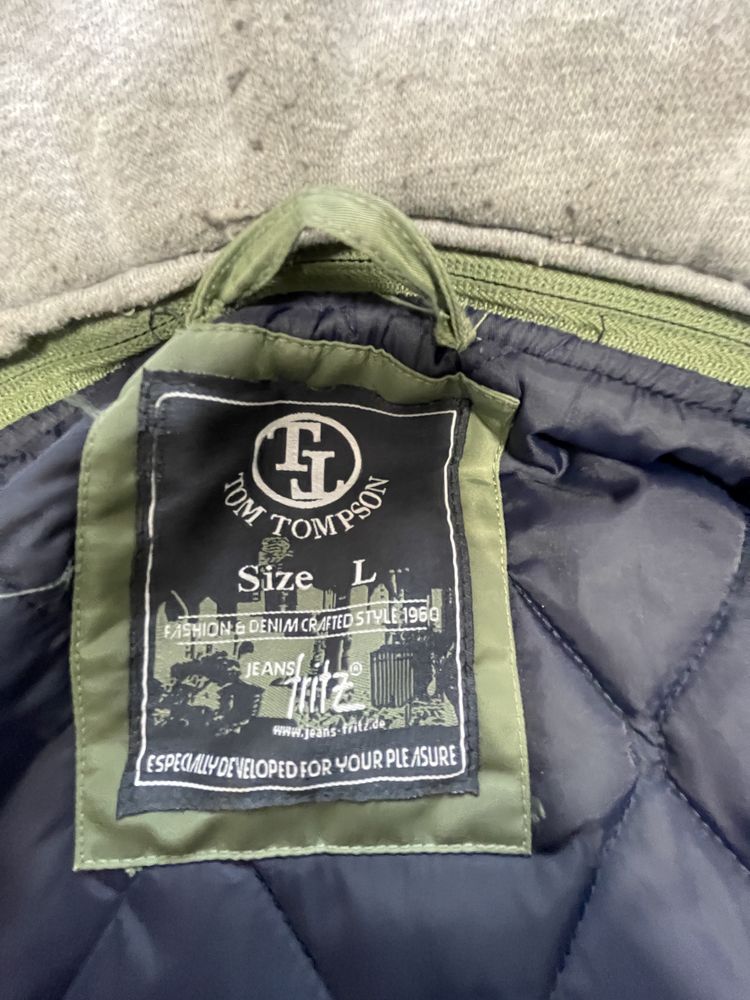 TT
TOM TOMPSON
Size L
FASHION & DENIM CRAFTED STYLE 1960
JEANS fritz®
www.jeans-fritz.de
ESPECIALLY DEVELOPED FOR YOUR PLEASURE